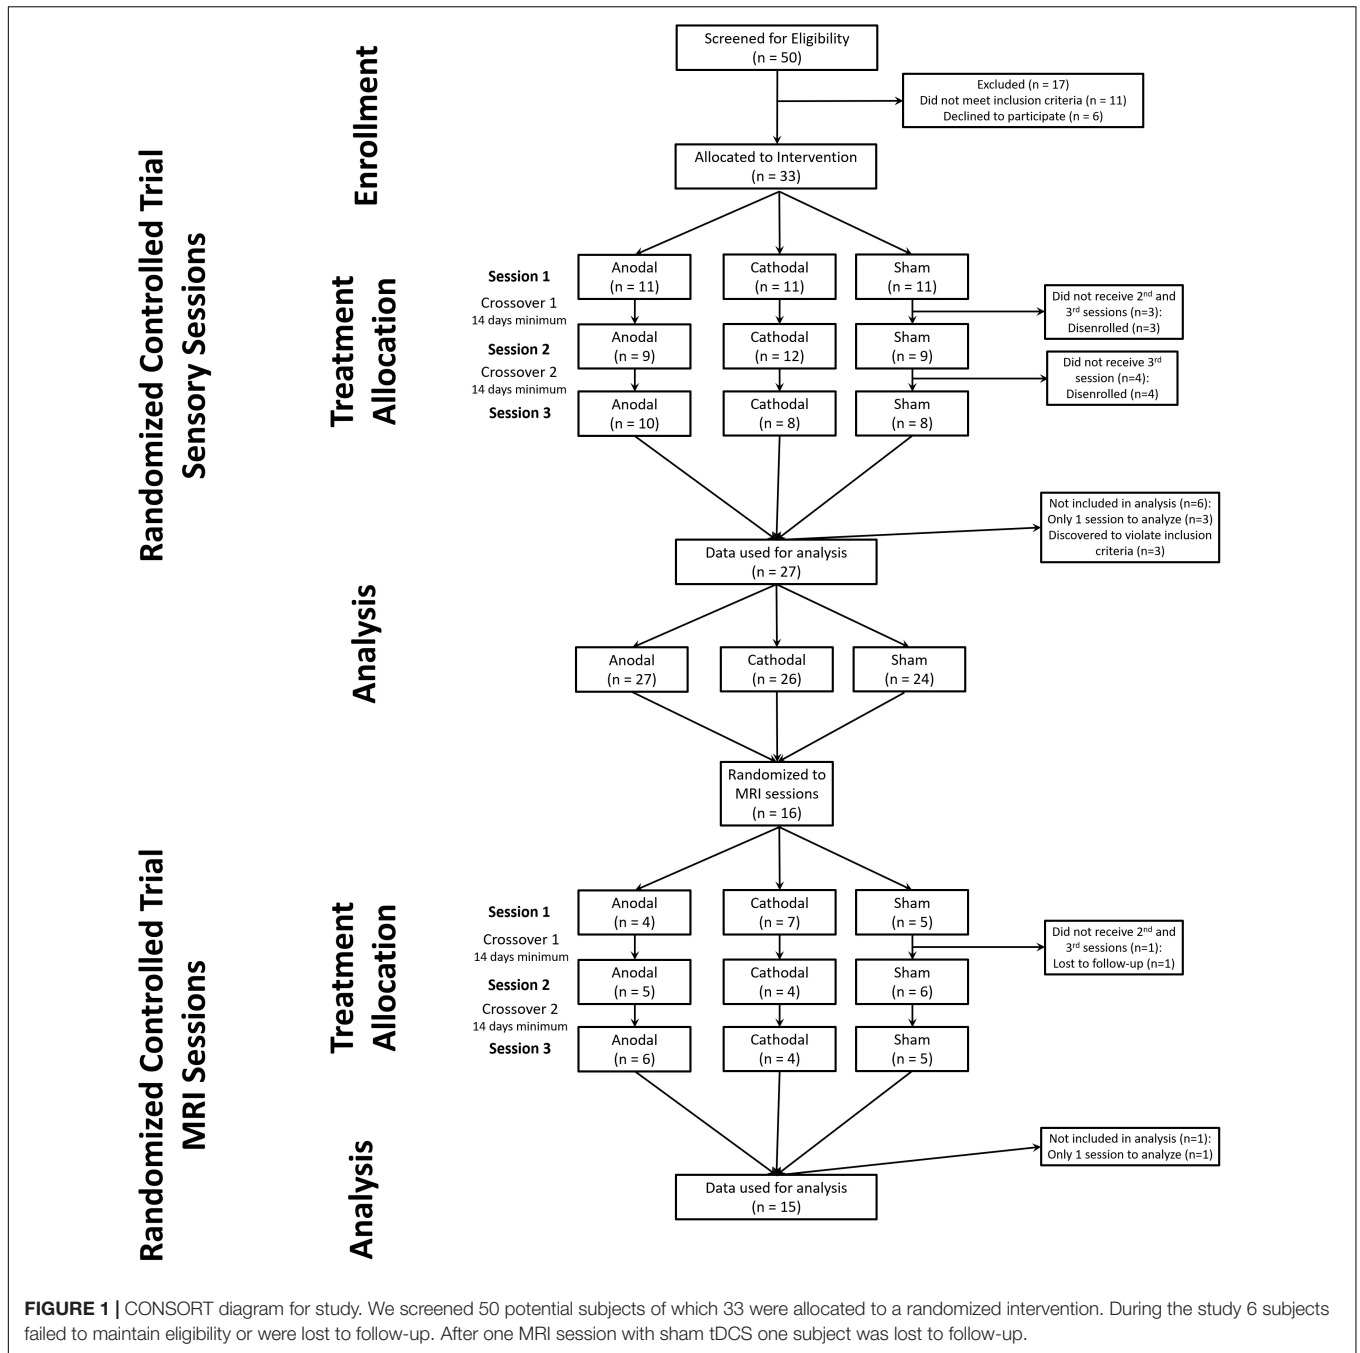 Screened for Eligibility
(n = 50)
Excluded (n = 17)
Did not meet inclusion criteria (n = 11)
Declined to participate (n = 6)
Enrollment
Allocated to Intervention
(n = 33)
Randomized Controlled Trial
Sensory Sessions
Treatment
Allocation
Session 1
Anodal
(n = 11)
Cathodal
(n = 11)
Sham
(n = 11)
Crossover 1
14 days minimum
Did not receive 2nd and
3rd sessions (n=3):
Disenrolled (n=3)
Session 2
Anodal
(n = 9)
Cathodal
(n = 12)
Sham
(n = 9)
Crossover 2
14 days minimum
Did not receive 3rd
session (n=4):
Disenrolled (n=4)
Session 3
Anodal
(n = 10)
Cathodal
(n = 8)
Sham
(n = 8)
Not included in analysis (n=6):
Only 1 session to analyze (n=3)
Discovered to violate inclusion
criteria (n=3)
Data used for analysis
(n = 27)
Analysis
Anodal
(n = 27)
Cathodal
(n = 26)
Sham
(n = 24)
Randomized to
MRI sessions
(n = 16)
Randomized Controlled Trial
MRI Sessions
Treatment
Allocation
Session 1
Anodal
(n = 4)
Cathodal
(n = 7)
Sham
(n = 5)
Crossover 1
14 days minimum
Did not receive 2nd and
3rd sessions (n=1):
Lost to follow-up (n=1)
Session 2
Anodal
(n = 5)
Cathodal
(n = 4)
Sham
(n = 6)
Crossover 2
14 days minimum
Session 3
Anodal
(n = 6)
Cathodal
(n = 4)
Sham
(n = 5)
Not included in analysis (n=1):
Only 1 session to analyze (n=1)
Analysis
Data used for analysis
(n = 15)
FIGURE 1 | CONSORT diagram for study. We screened 50 potential subjects of which 33 were allocated to a randomized intervention. During the study 6 subjects
failed to maintain eligibility or were lost to follow-up. After one MRI session with sham tDCS one subject was lost to follow-up.